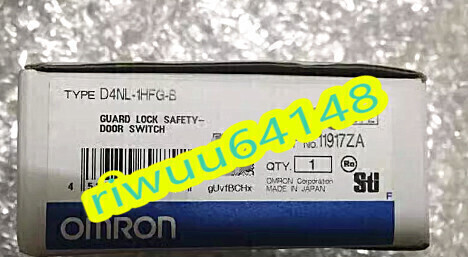 TYPE D4NL-1HFG-B
GUARD LOCK SAFETY-
DOOR SWITCH
NO. 11917ZA
QTY. 1
OMRON Corporation
MADE IN JAPAN
Sti
gUvfBCHx
F
omron
riwuu64148